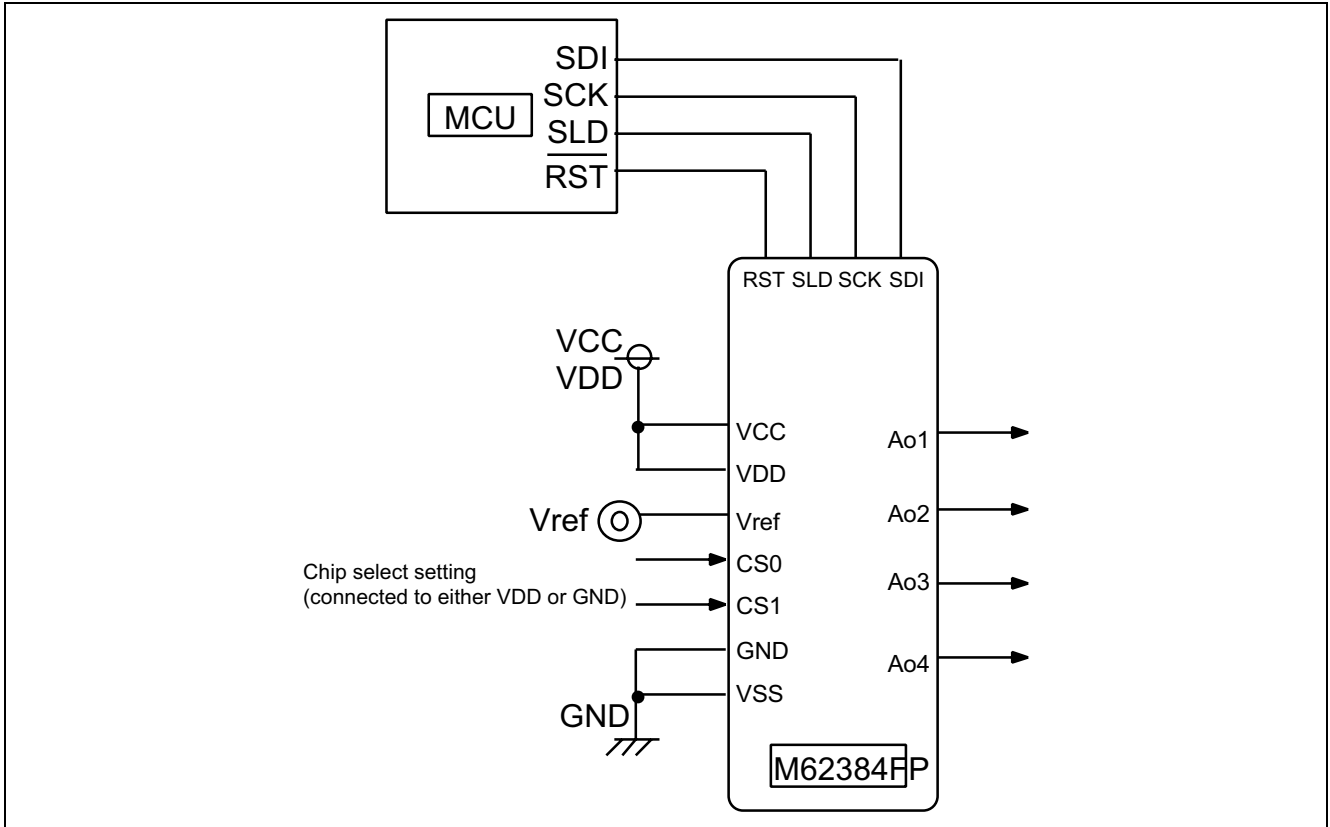 SDI
SCK
MCU
SLD
RST
RST SLD SCK SDI
VCC
VDD
VCC
VDD
Vref
Vref
CS0
Chip select setting
(connected to either VDD or GND)
CS1
GND
VSS
GND
Ao1
Ao2
Ao3
Ao4
M62384FP